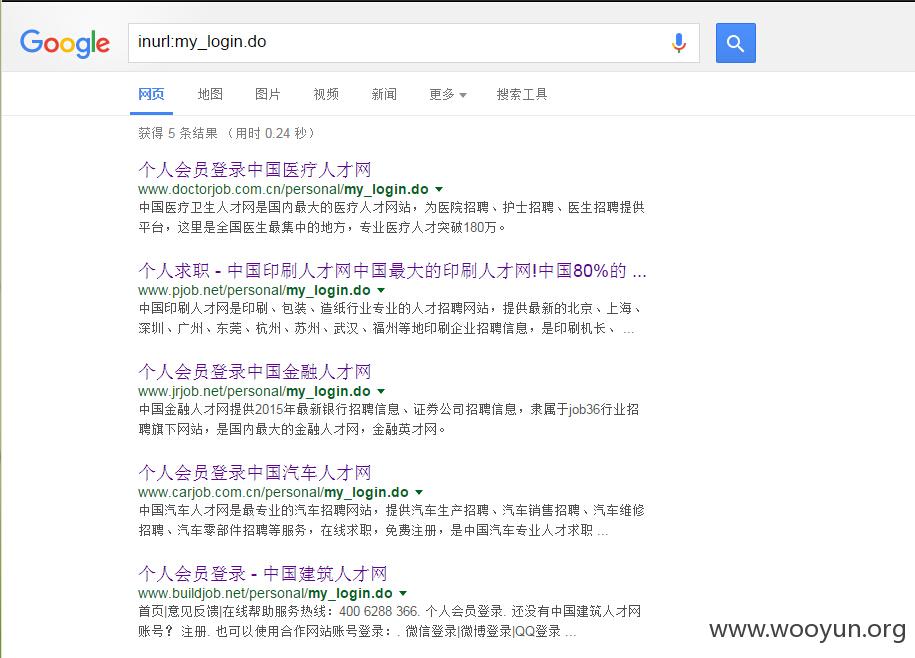 Google
inurl:my_login.do
网页 地图 图片 视频 新闻 更多 搜索工具
获得 5 条结果 （用时 0.24 秒）
个人会员登录中国医疗人才网
www.doctorjob.com.cn/personal/my_login.do
中国医疗卫生人才网是国内最大的医疗人才网站，为医院招聘、护士招聘、医生招聘提供
平台，这里是全国医生最集中的地方，专业医疗人才突破180万。
个人求职 - 中国印刷人才网中国最大的印刷人才网!中国80%的 ...
www.pjob.net/personal/my_login.do
中国印刷人才网是印刷、包装、造纸行业专业的人才招聘网站，提供最新的北京、上海、
深圳、广州、东莞、杭州、苏州、武汉、福州等地印刷企业招聘信息，是印刷机长、 ...
个人会员登录中国金融人才网
www.jrjob.net/personal/my_login.do
中国金融人才网提供2015年最新银行招聘信息、证券公司招聘信息，隶属于job36行业招
聘旗下网站，是国内最大的金融人才网，金融英才网。
个人会员登录中国汽车人才网
www.carjob.com.cn/personal/my_login.do
中国汽车人才网是最专业的汽车招聘网站，提供汽车生产招聘、汽车销售招聘、汽车维修
招聘、汽车零部件招聘等服务，在线求职，免费注册，是中国汽车专业人才求职 ...
个人会员登录 - 中国建筑人才网
www.buildjob.net/personal/my_login.do
首页|意见反馈|在线帮助服务热线：400 6288 366. 个人会员登录. 还没有中国建筑人才网
账号？ 注册. 也可以使用合作网站账号登录：. 微信登录|微博登录|QQ登录 ...
www.wooyun.org